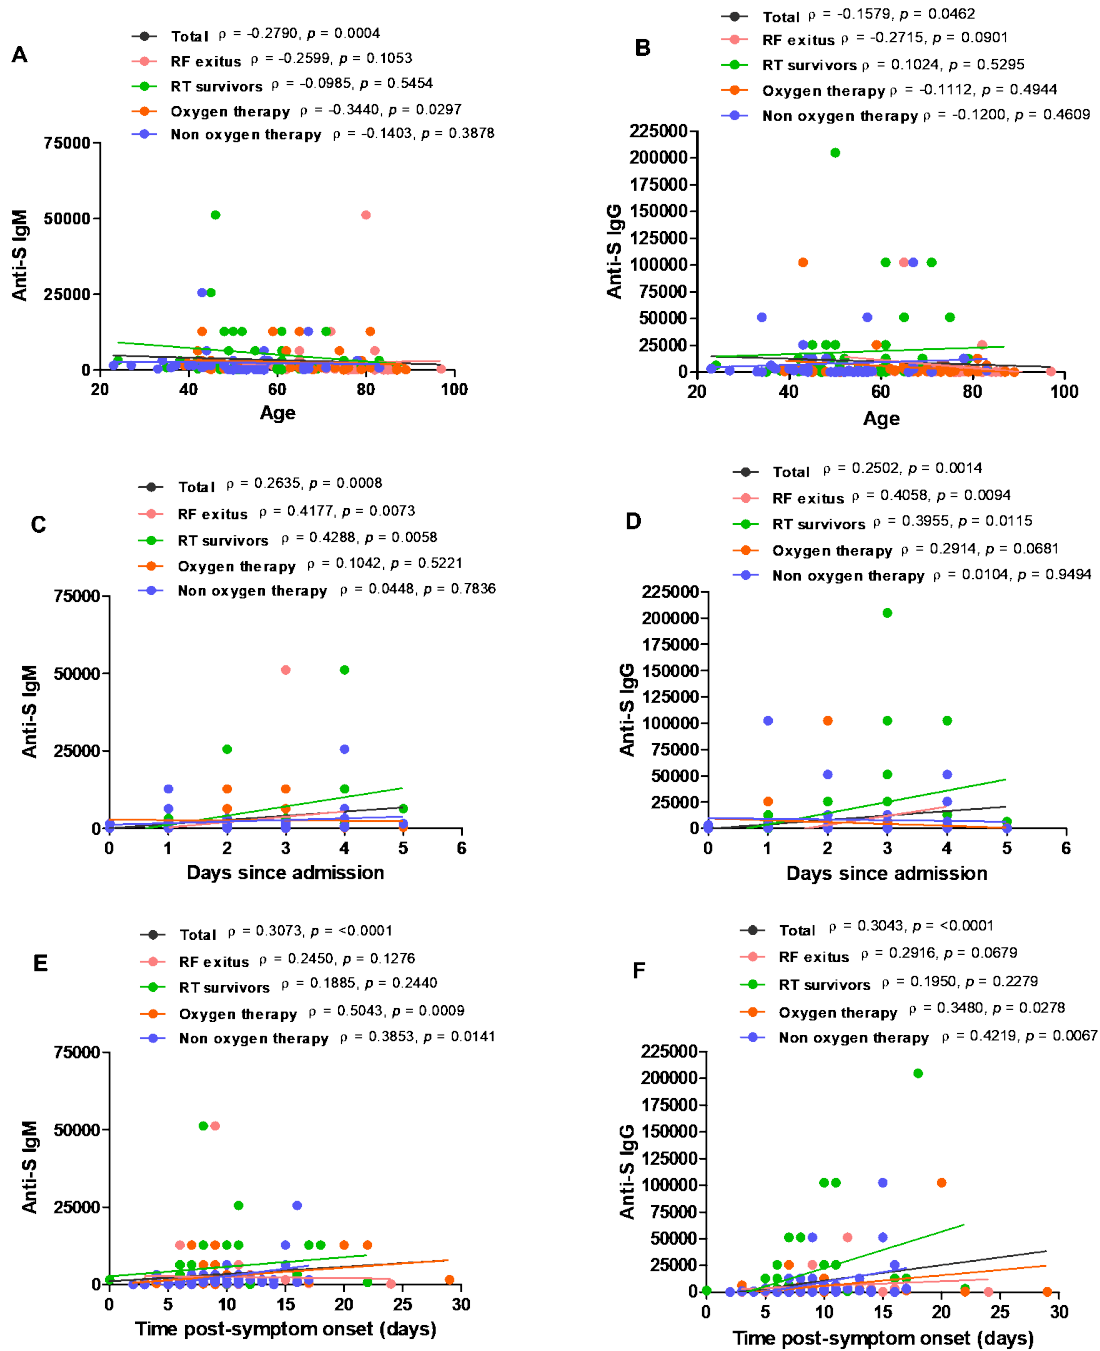 A
Total ρ = -0.2790, p = 0.0004
RF exitus ρ = -0.2599, p = 0.1053
RT survivors ρ = -0.0985, p = 0.5454
Oxygen therapy ρ = -0.3440, p = 0.0297
Non oxygen therapy ρ = -0.1403, p = 0.3878
75000
50000
25000
0
Anti-S IgM
20 40 60 80 100
Age
B
Total ρ = -0.1579, p = 0.0462
RF exitus ρ = -0.2715, p = 0.0901
RT survivors ρ = 0.1024, p = 0.5295
Oxygen therapy ρ = -0.1112, p = 0.4944
Non oxygen therapy ρ = -0.1200, p = 0.4609
225000
200000
175000
150000
125000
100000
75000
50000
25000
0
Anti-S IgG
20 40 60 80 100
Age
C
Total ρ = 0.2635, p = 0.0008
RF exitus ρ = 0.4177, p = 0.0073
RT survivors ρ = 0.4288, p = 0.0058
Oxygen therapy ρ = 0.1042, p = 0.5221
Non oxygen therapy ρ = 0.0448, p = 0.7836
75000
50000
25000
0
Anti-S IgM
0 1 2 3 4 5 6
Days since admission
D
Total ρ = 0.2502, p = 0.0014
RF exitus ρ = 0.4058, p = 0.0094
RT survivors ρ = 0.3955, p = 0.0115
Oxygen therapy ρ = 0.2914, p = 0.0681
Non oxygen therapy ρ = 0.0104, p = 0.9494
225000
200000
175000
150000
125000
100000
75000
50000
25000
0
Anti-S IgG
0 1 2 3 4 5 6
Days since admission
E
Total ρ = 0.3073, p = <0.0001
RF exitus ρ = 0.2450, p = 0.1276
RT survivors ρ = 0.1885, p = 0.2440
Oxygen therapy ρ = 0.5043, p = 0.0009
Non oxygen therapy ρ = 0.3853, p = 0.0141
75000
50000
25000
0
Anti-S IgM
0 5 10 15 20 25 30
Time post-symptom onset (days)
F
Total ρ = 0.3043, p = <0.0001
RF exitus ρ = 0.2916, p = 0.0679
RT survivors ρ = 0.1950, p = 0.2279
Oxygen therapy ρ = 0.3480, p = 0.0278
Non oxygen therapy ρ = 0.4219, p = 0.0067
225000
200000
175000
150000
125000
100000
75000
50000
25000
0
Anti-S IgG
0 5 10 15 20 25 30
Time post-symptom onset (days)